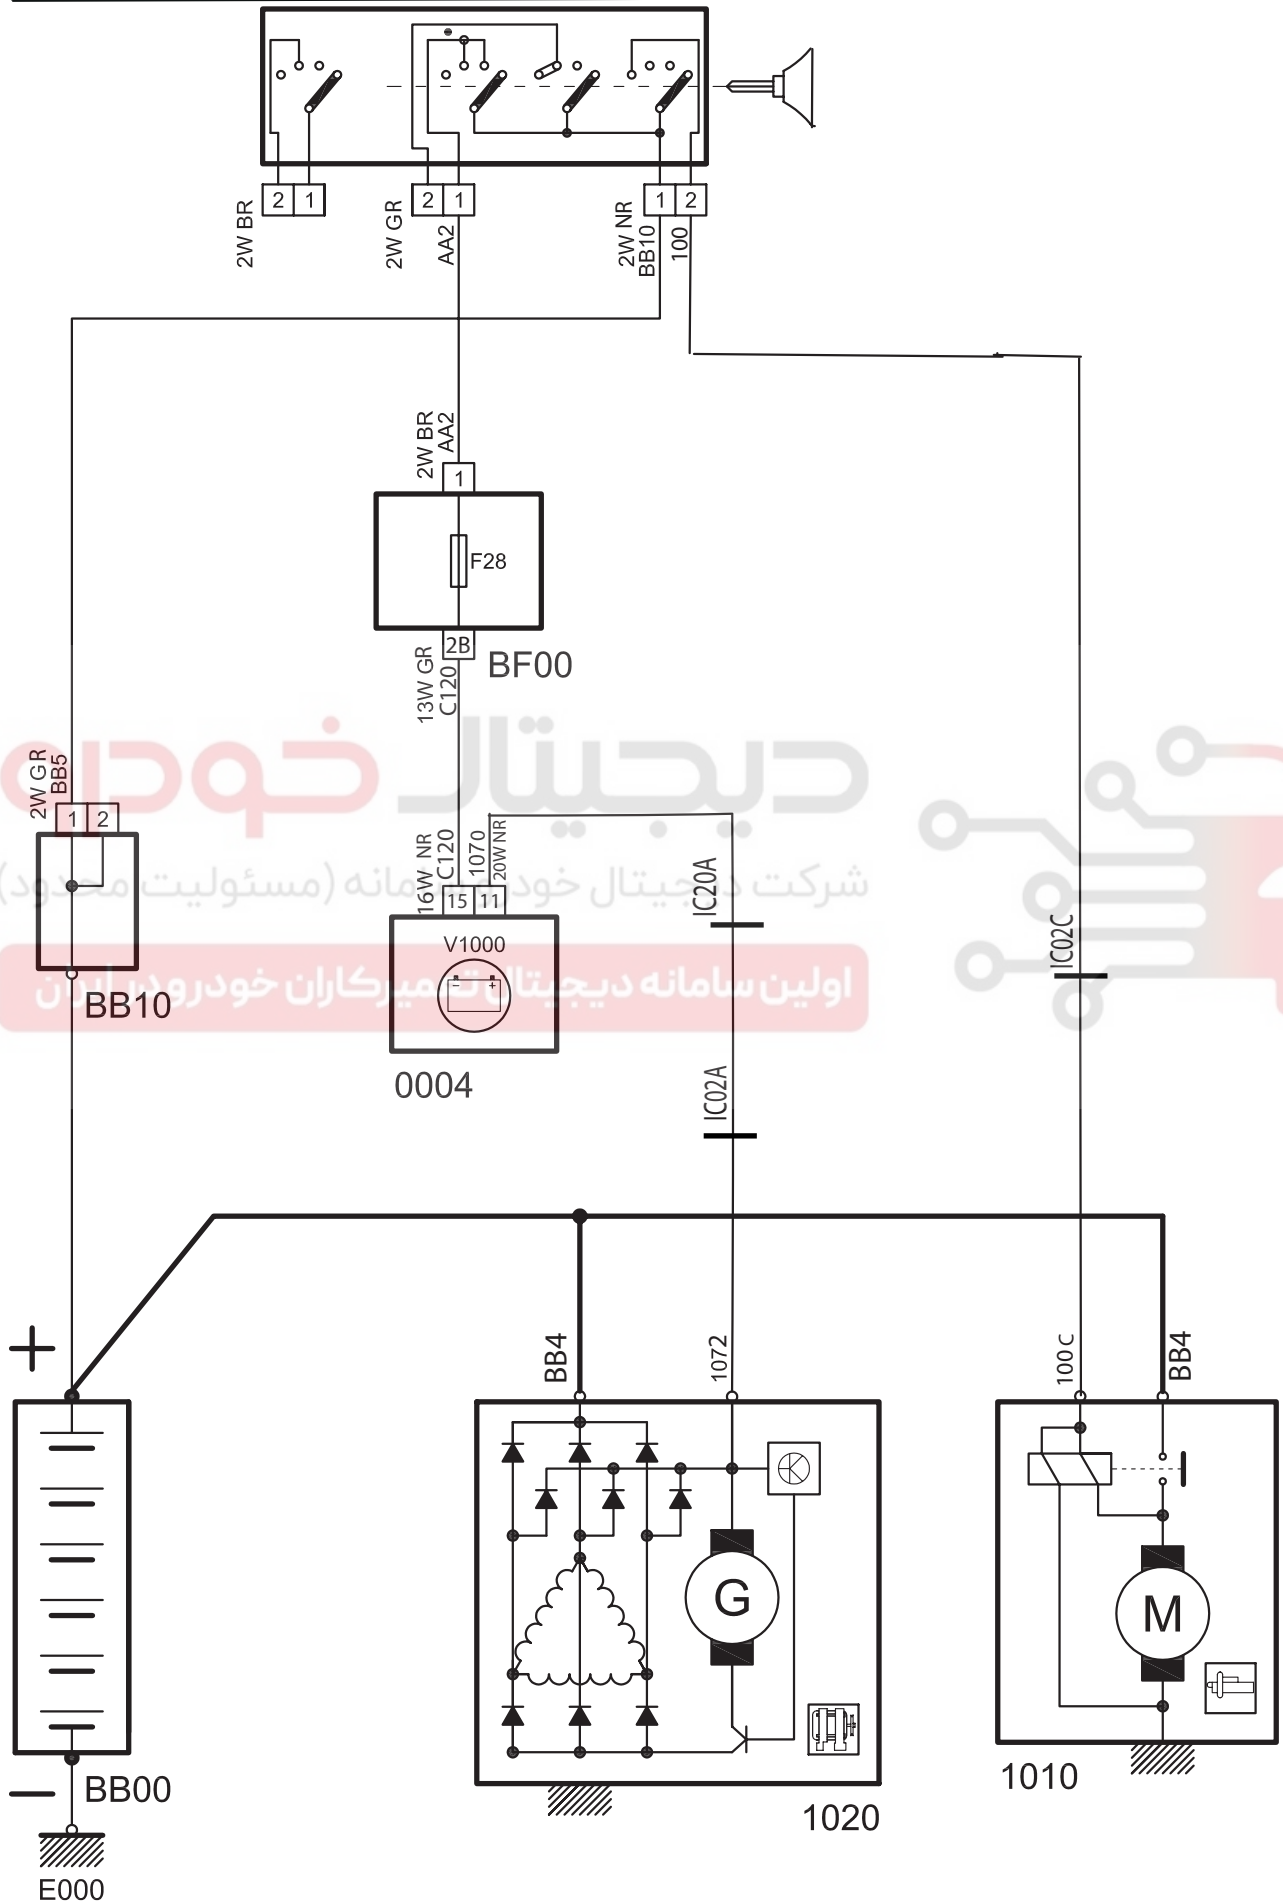 2 1
2 1
1 2
2W BR
2W GR
AA2
2W NR
BB10
100
2W BR
AA2
1
F28
2B
BF00
13W GR
C120
دیجیتال خودرو
2W GR
BB5
1 2
16W NR
C120
1070
20W NR
شرکت دیجیتال خودرو سامانه (مسئولیت محدود)
15 11
IC20A
IC02C
V1000
- +
اولین سامانه دیجیتال تعمیرکاران خودرو در ایران
BB10
0004
IC02A
+
BB4
1072
100C
BB4
G
M
−
BB00
1020
1010
E000